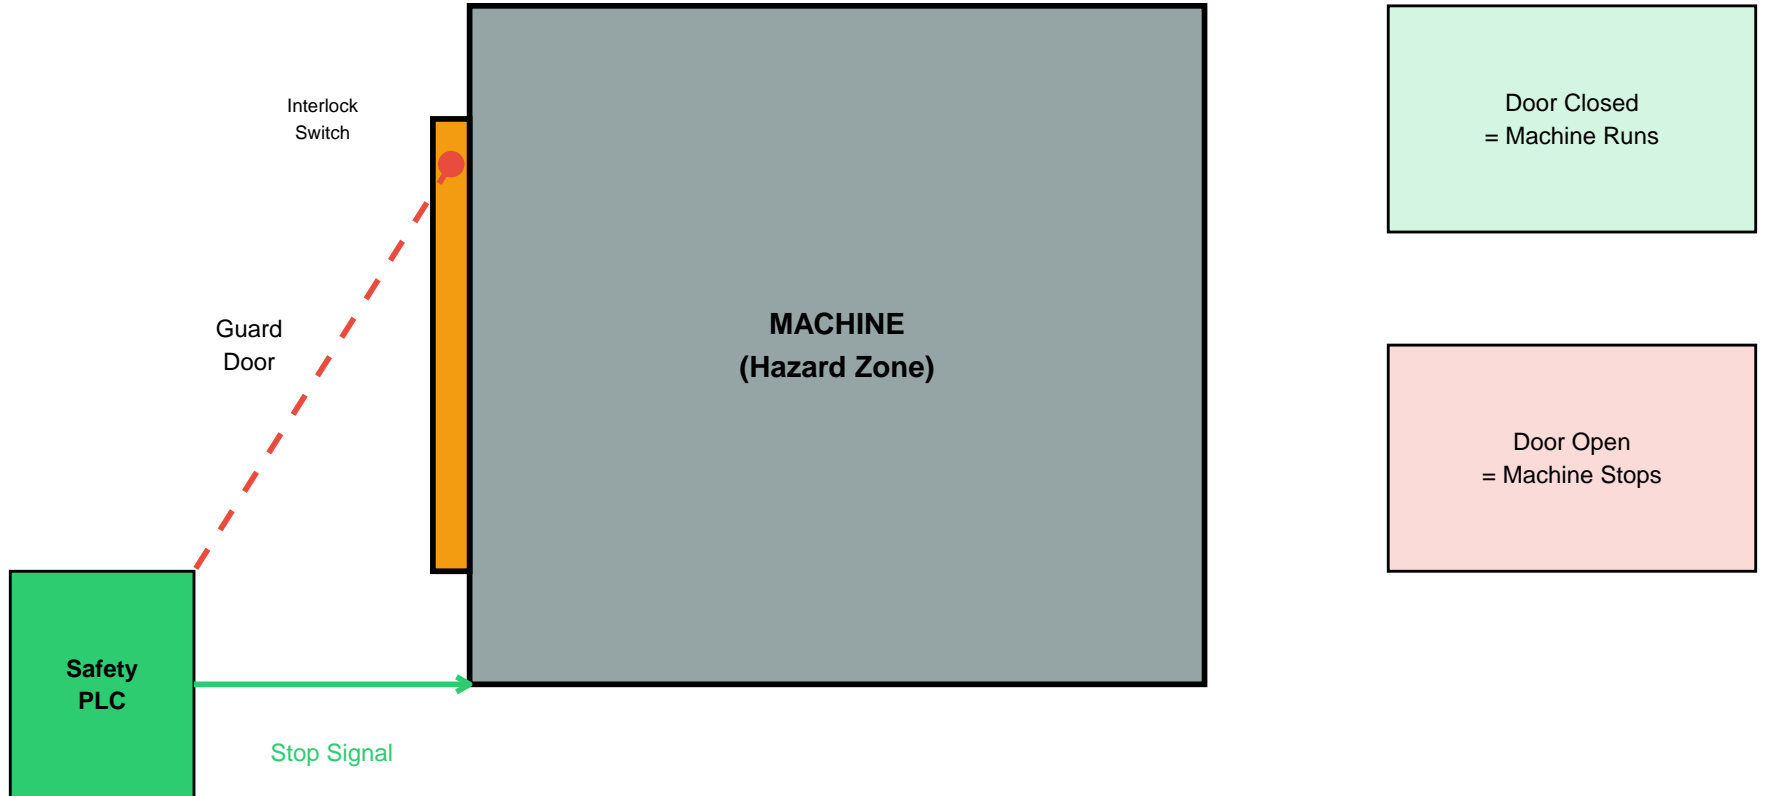 Interlock
Switch
Guard
Door
MACHINE
(Hazard Zone)
Safety
PLC
Stop Signal
Door Closed
= Machine Runs
Door Open
= Machine Stops